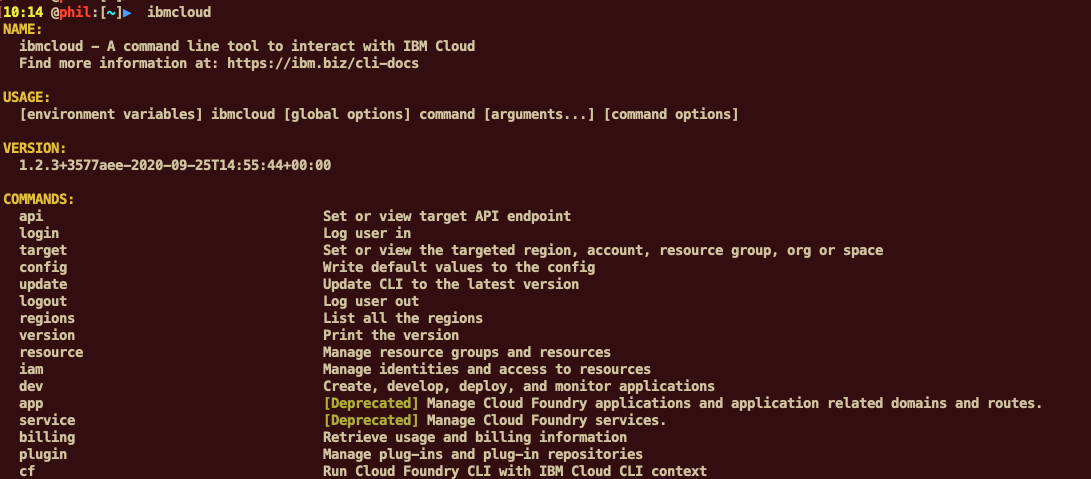 [10:14 @phil:[~]▶ ibmcloud
NAME:
ibmcloud - A command line tool to interact with IBM Cloud
Find more information at: https://ibm.biz/cli-docs
USAGE:
[environment variables] ibmcloud [global options] command [arguments...] [command options]
VERSION:
1.2.3+3577aee-2020-09-25T14:55:44+00:00
COMMANDS:
api Set or view target API endpoint
login Log user in
target Set or view the targeted region, account, resource group, org or space
config Write default values to the config
update Update CLI to the latest version
logout Log user out
regions List all the regions
version Print the version
resource Manage resource groups and resources
iam Manage identities and access to resources
dev Create, develop, deploy, and monitor applications
app [Deprecated] Manage Cloud Foundry applications and application related domains and routes.
service [Deprecated] Manage Cloud Foundry services.
billing Retrieve usage and billing information
plugin Manage plug-ins and plug-in repositories
cf Run Cloud Foundry CLI with IBM Cloud CLI context